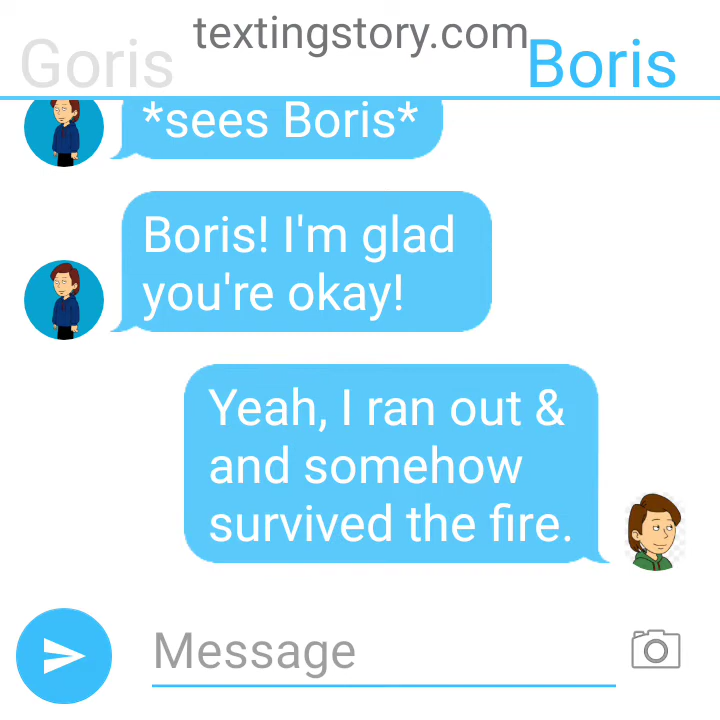 textingstory.com
Goris
Boris
*sees Boris*
Boris! I'm glad
you're okay!
Yeah, I ran out &
and somehow
survived the fire.
Message